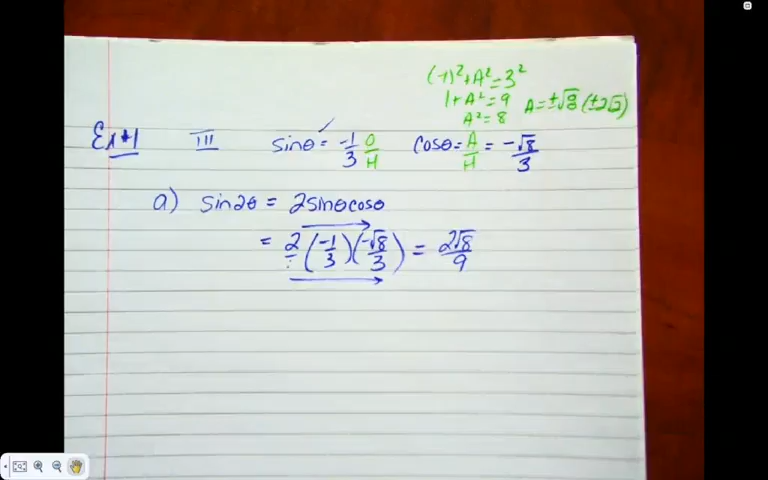 (-1)² + A² = 3²
1 + A² = 9
A² = 8
A = ±√8 (±2√2)
Ex #1 III sinθ = -1/3 O/H cosθ = A/H = -√8/3
a) sin2θ = 2sinθcosθ
= 2 (-1/3)(-√8/3) = 2√8/9